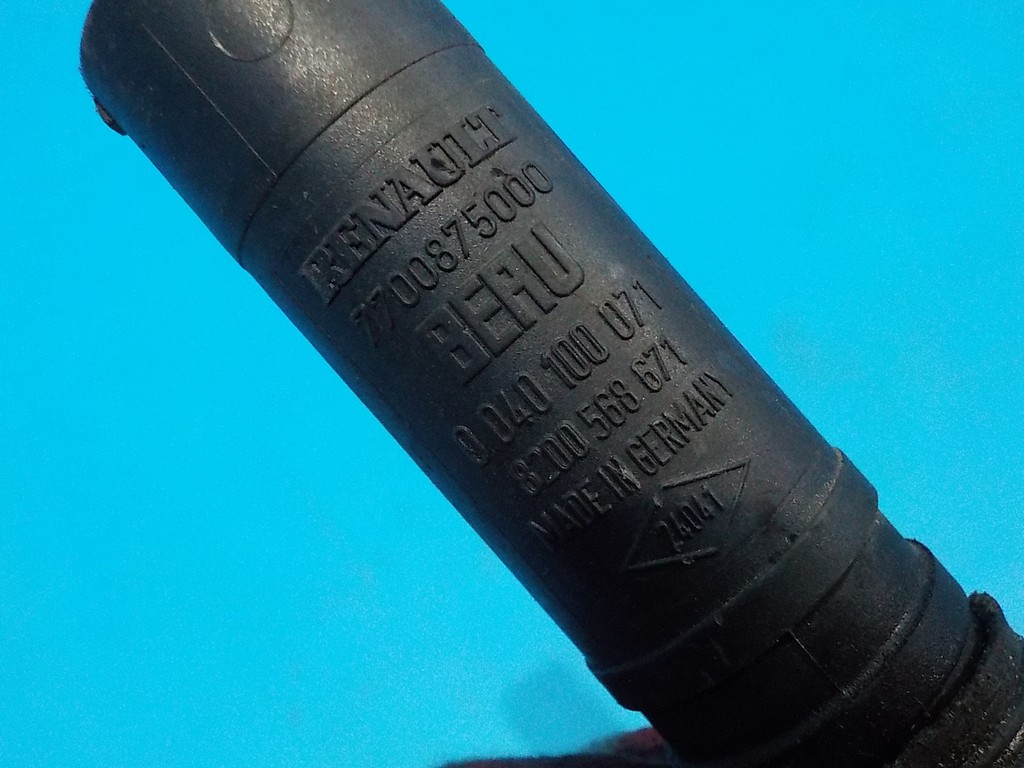 RENAULT
7700875000
BERU
0 040 100 071
8200 568 671
MADE IN GERMANY
24041